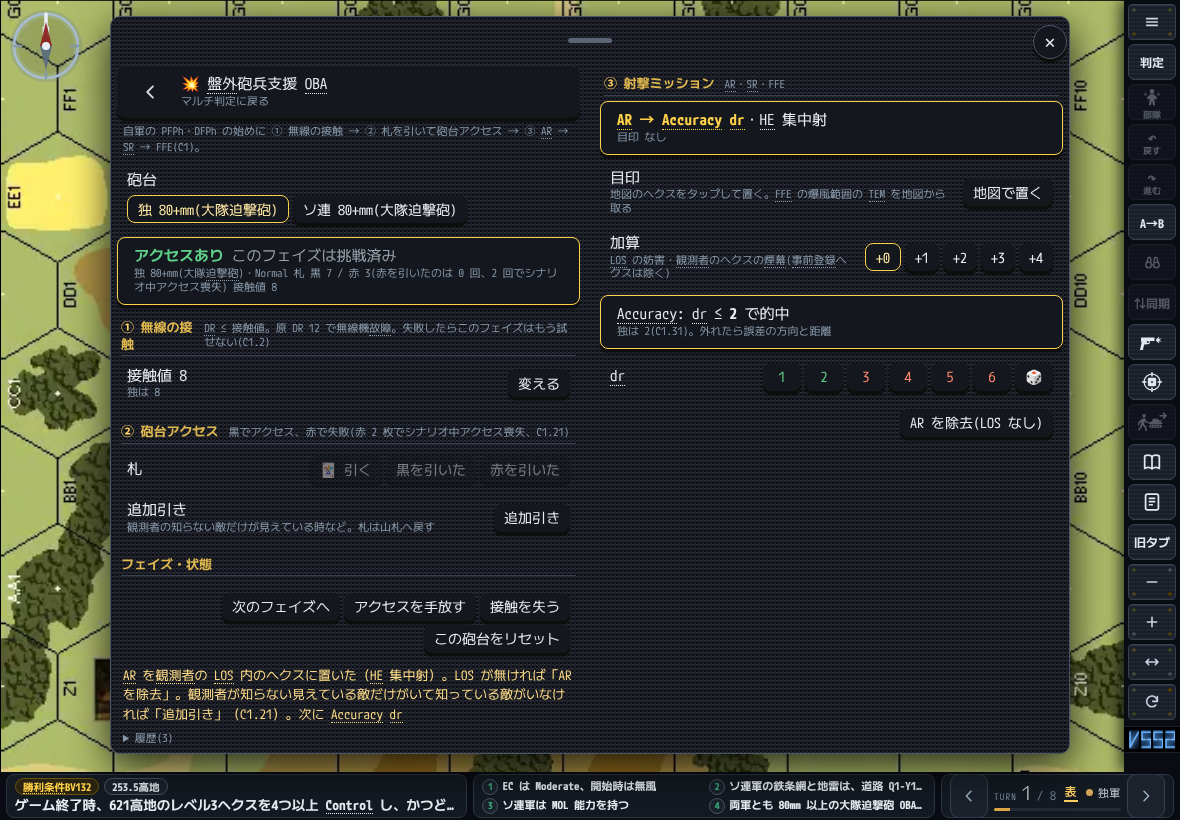 FF1
EE1
DD1
CC1
BB1
AA1
Z1
💥 盤外砲兵支援 OBA
マルチ判定に戻る
自軍の PFPh・DFPh の始めに ① 無線の接触 → ② 札を引いて砲台アクセス → ③ AR →
SR → FFE(C1)。
砲台
独 80+mm(大隊迫撃砲)
ソ連 80+mm(大隊迫撃砲)
アクセスあり このフェイズは挑戦済み
独 80+mm(大隊迫撃砲)・Normal 札 黒 7 / 赤 3(赤を引いたのは 0 回、2 回でシナリ
オ中アクセス喪失) 接触値 8
① 無線の接
触
DR ≤ 接触値。原 DR 12 で無線機故障。失敗したらこのフェイズはもう試
せない(C1.2)
接触値 8
独は 8
変える
② 砲台アクセス 黒でアクセス、赤で失敗(赤 2 枚でシナリオ中アクセス喪失、C1.21)
札
引く
黒を引いた
赤を引いた
追加引き
観測者の知らない敵だけが見えている時など。札は山札へ戻す
追加引き
フェイズ・状態
次のフェイズへ
アクセスを手放す
接触を失う
この砲台をリセット
AR を観測者の LOS 内のヘクスに置いた (HE 集中射) 。LOS が無ければ「AR
を除去」。観測者が知らない見えている敵だけがいて知っている敵がいなけ
れば「追加引き」 (C1.21) 。次に Accuracy dr
▶ 履歴(3)
③ 射撃ミッション AR・SR・FFE
AR → Accuracy dr・HE 集中射
目印 なし
目印
地図のヘクスをタップして置く。FFE の爆風範囲の TEM を地図から
取る
地図で置く
加算
LOS の妨害・観測者のヘクスの煙幕(事前登録ヘ
クスは除く)
+0
+1
+2
+3
+4
Accuracy: dr ≤ 2 で的中
独は 2(C1.31)。外れたら誤差の方向と距離
dr
1
2
3
4
5
6
AR を除去(LOS なし)
FF10
DD10
BB10
Z10
判定
部隊
戻す
進む
A→B
⇅同期
旧タブ
VSS2
勝利条件BV132
253.5高地
ゲーム終了時、621高地のレベル3ヘクスを4つ以上 Control し、かつど…
① EC は Moderate、開始時は無風
② ソ連軍の鉄条網と地雷は、道路 Q1-Y1…
③ ソ連軍は MOL 能力を持つ
④ 両軍とも 80mm 以上の大隊迫撃砲 OBA…
TURN 1 / 8 表 独軍